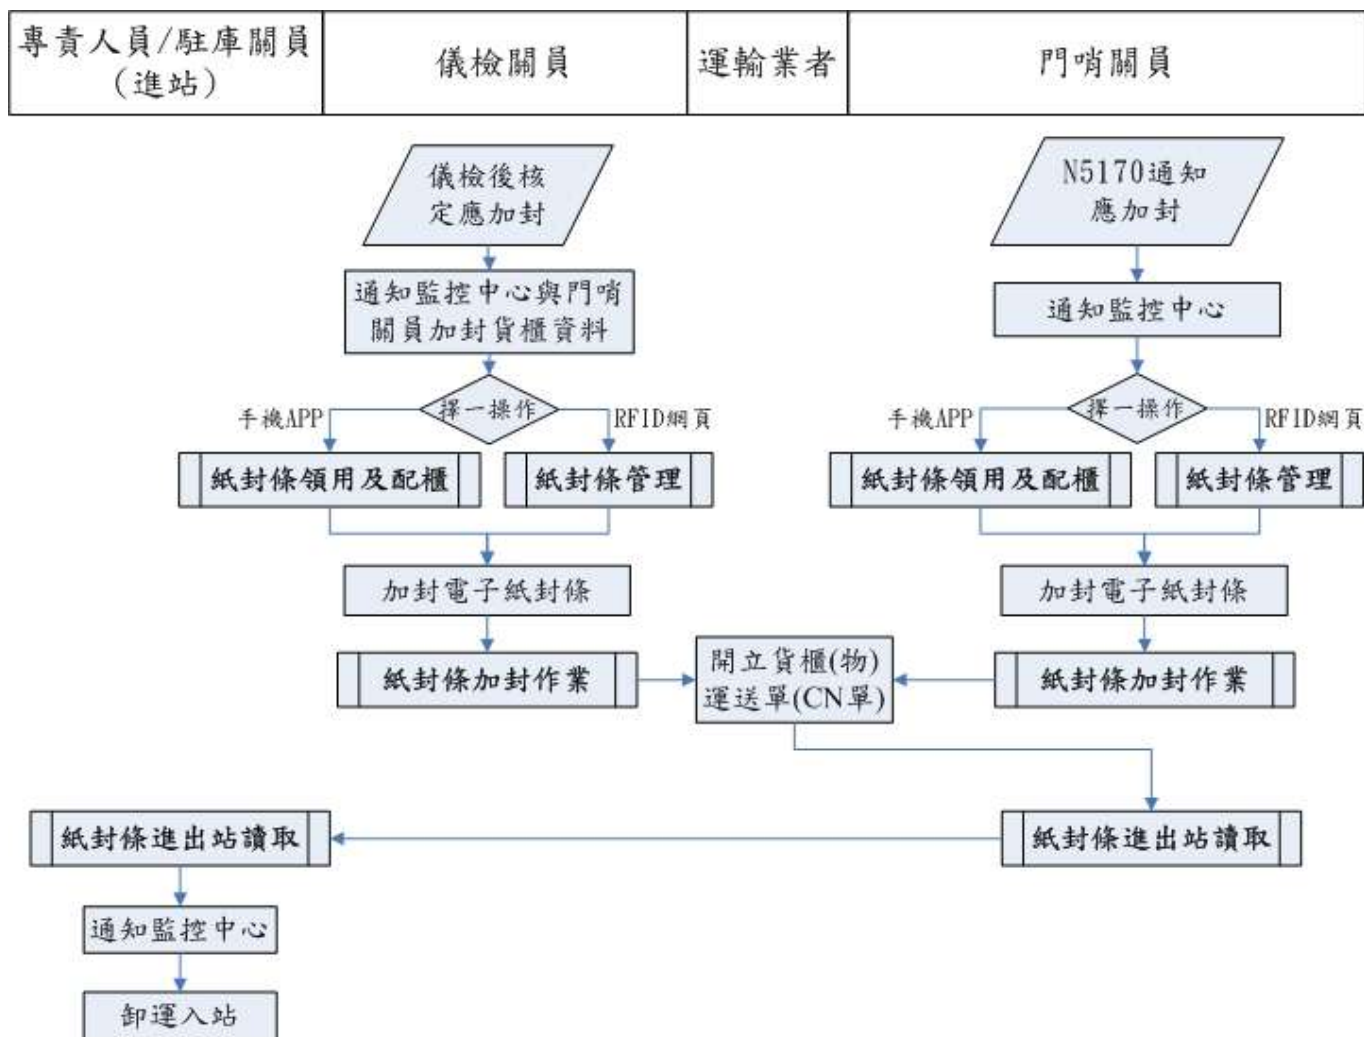 專責人員/駐庫關員
(進站)
儀檢關員
運輸業者
門哨關員
儀檢後核
定應加封
N5170通知
應加封
通知監控中心與門哨
關員加封貨櫃資料
通知監控中心
擇一操作
手機APP
RFID網頁
擇一操作
手機APP
RFID網頁
紙封條領用及配櫃
紙封條管理
紙封條領用及配櫃
紙封條管理
加封電子紙封條
加封電子紙封條
紙封條加封作業
開立貨櫃(物)
運送單(CN單)
紙封條加封作業
紙封條進出站讀取
紙封條進出站讀取
通知監控中心
卸運入站